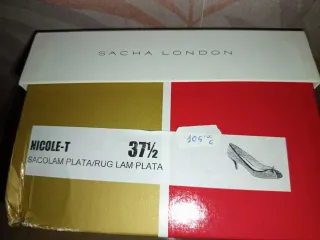 SACHA LONDON
NICOLE-T 37½
SACOLAM PLATA/RUG LAM PLATA